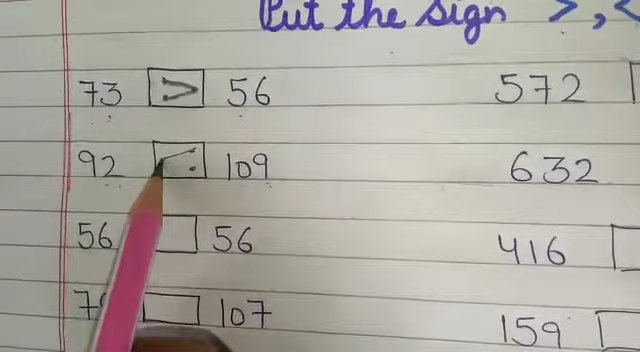 Put the Sign >, <
73 > 56 572
92 109 632
56 56 416
107 159